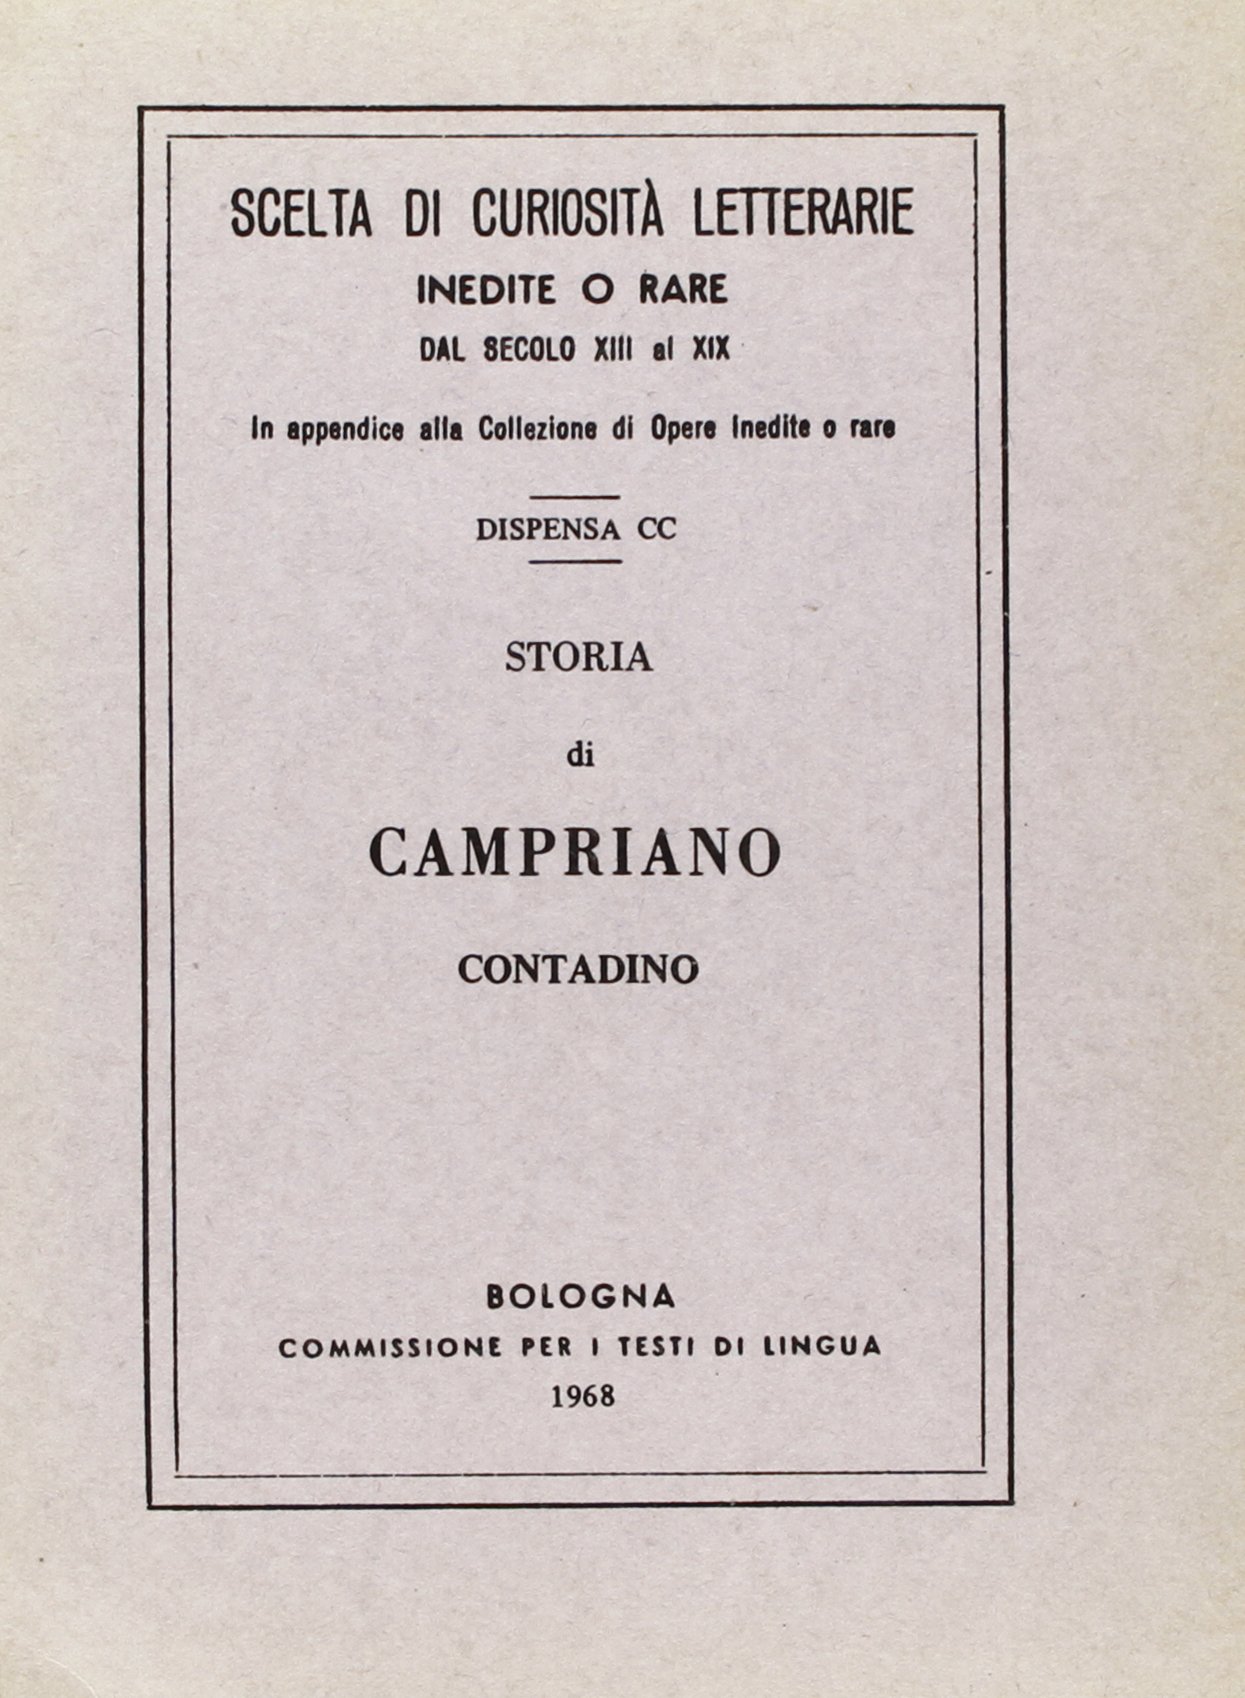 SCELTA DI CURIOSITÀ LETTERARIE
INEDITE O RARE
DAL SECOLO XIII al XIX
In appendice alla Collezione di Opere Inedite o rare
DISPENSA CC
STORIA
di
CAMPRIANO
CONTADINO
BOLOGNA
COMMISSIONE PER I TESTI DI LINGUA
1968